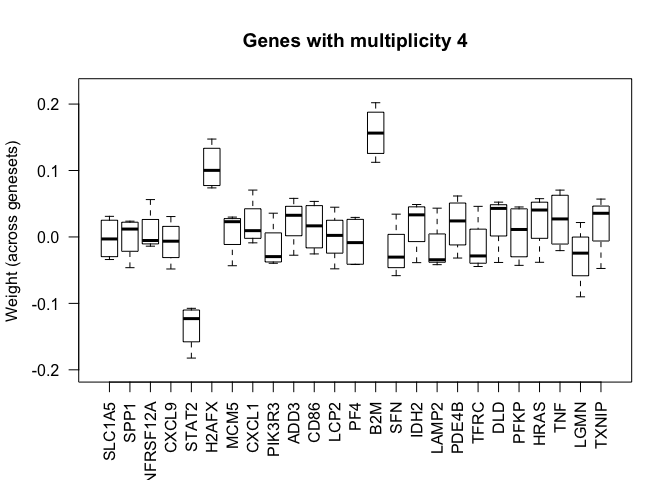 Genes with multiplicity 4
Weight (across genesets)
0.2
0.1
0.0
-0.1
-0.2
SLC1A5
SPP1
NFRSF12A
CXCL9
STAT2
H2AFX
MCM5
CXCL1
PIK3R3
ADD3
CD86
LCP2
PF4
B2M
SFN
IDH2
LAMP2
PDE4B
TFRC
DLD
PFKP
HRAS
TNF
LGMN
TXNIP